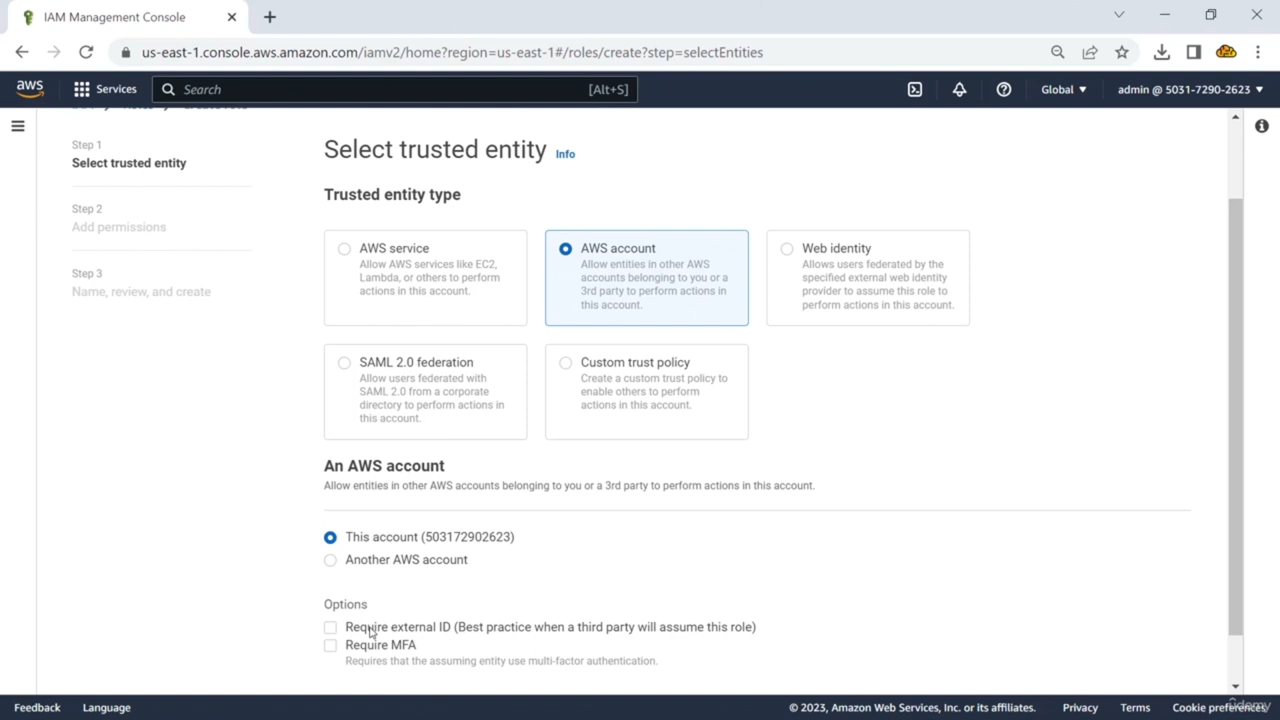 IAM Management Console
us-east-1.console.aws.amazon.com/iamv2/home?region=us-east-1#/roles/create?step=selectEntities
aws
Services
Search
[Alt+S]
Global
admin @ 5031-7290-2623
Step 1
Select trusted entity
Step 2
Add permissions
Step 3
Name, review, and create
Select trusted entity Info
Trusted entity type
AWS service
Allow AWS services like EC2,
Lambda, or others to perform
actions in this account.
AWS account
Allow entities in other AWS
accounts belonging to you or a
3rd party to perform actions in
this account.
Web identity
Allows users federated by the
specified external web identity
provider to assume this role to
perform actions in this account.
SAML 2.0 federation
Allow users federated with
SAML 2.0 from a corporate
directory to perform actions in
this account.
Custom trust policy
Create a custom trust policy to
enable others to perform
actions in this account.
An AWS account
Allow entities in other AWS accounts belonging to you or a 3rd party to perform actions in this account.
This account (503172902623)
Another AWS account
Options
Require external ID (Best practice when a third party will assume this role)
Require MFA
Requires that the assuming entity use multi-factor authentication.
Feedback
Language
© 2023, Amazon Web Services, Inc. or its affiliates.
Privacy
Terms
Cookie preferences
udemy